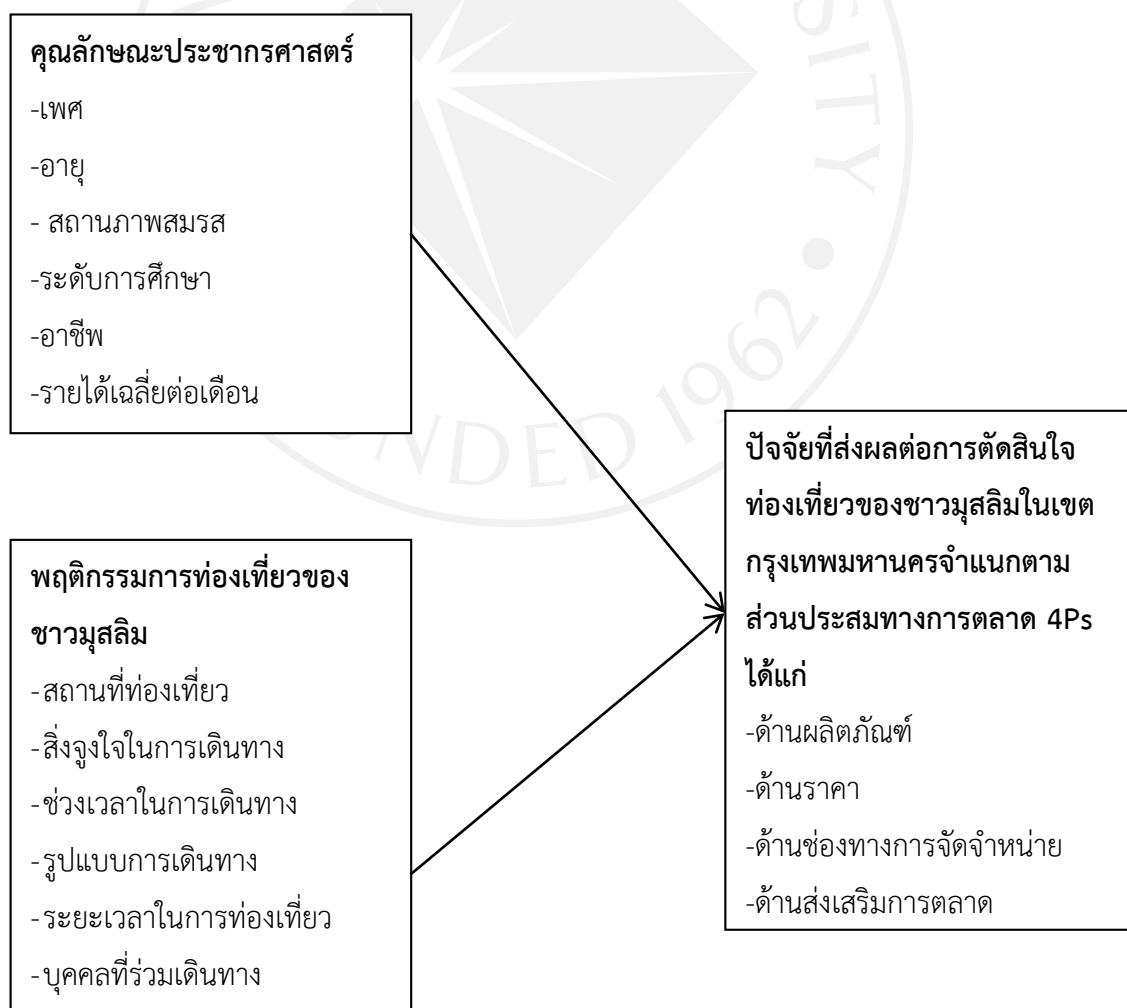 คุณลักษณะประชากรศาสตร์
-เพศ
-อายุ
- สถานภาพสมรส
-ระดับการศึกษา
-อาชีพ
-รายได้เฉลี่ยต่อเดือน
พฤติกรรมการท่องเที่ยวของ
ชาวมุสลิม
-สถานที่ท่องเที่ยว
-สิ่งจูงใจในการเดินทาง
-ช่วงเวลาในการเดินทาง
-รูปแบบการเดินทาง
-ระยะเวลาในการท่องเที่ยว
-บุคคลที่ร่วมเดินทาง
ปัจจัยที่ส่งผลต่อการตัดสินใจ
ท่องเที่ยวของชาวมุสลิมในเขต
กรุงเทพมหานครจำแนกตาม
ส่วนประสมทางการตลาด 4Ps
ได้แก่
-ด้านผลิตภัณฑ์
-ด้านราคา
-ด้านช่องทางการจัดจำหน่าย
-ด้านส่งเสริมการตลาด
SITY
NDED 1962